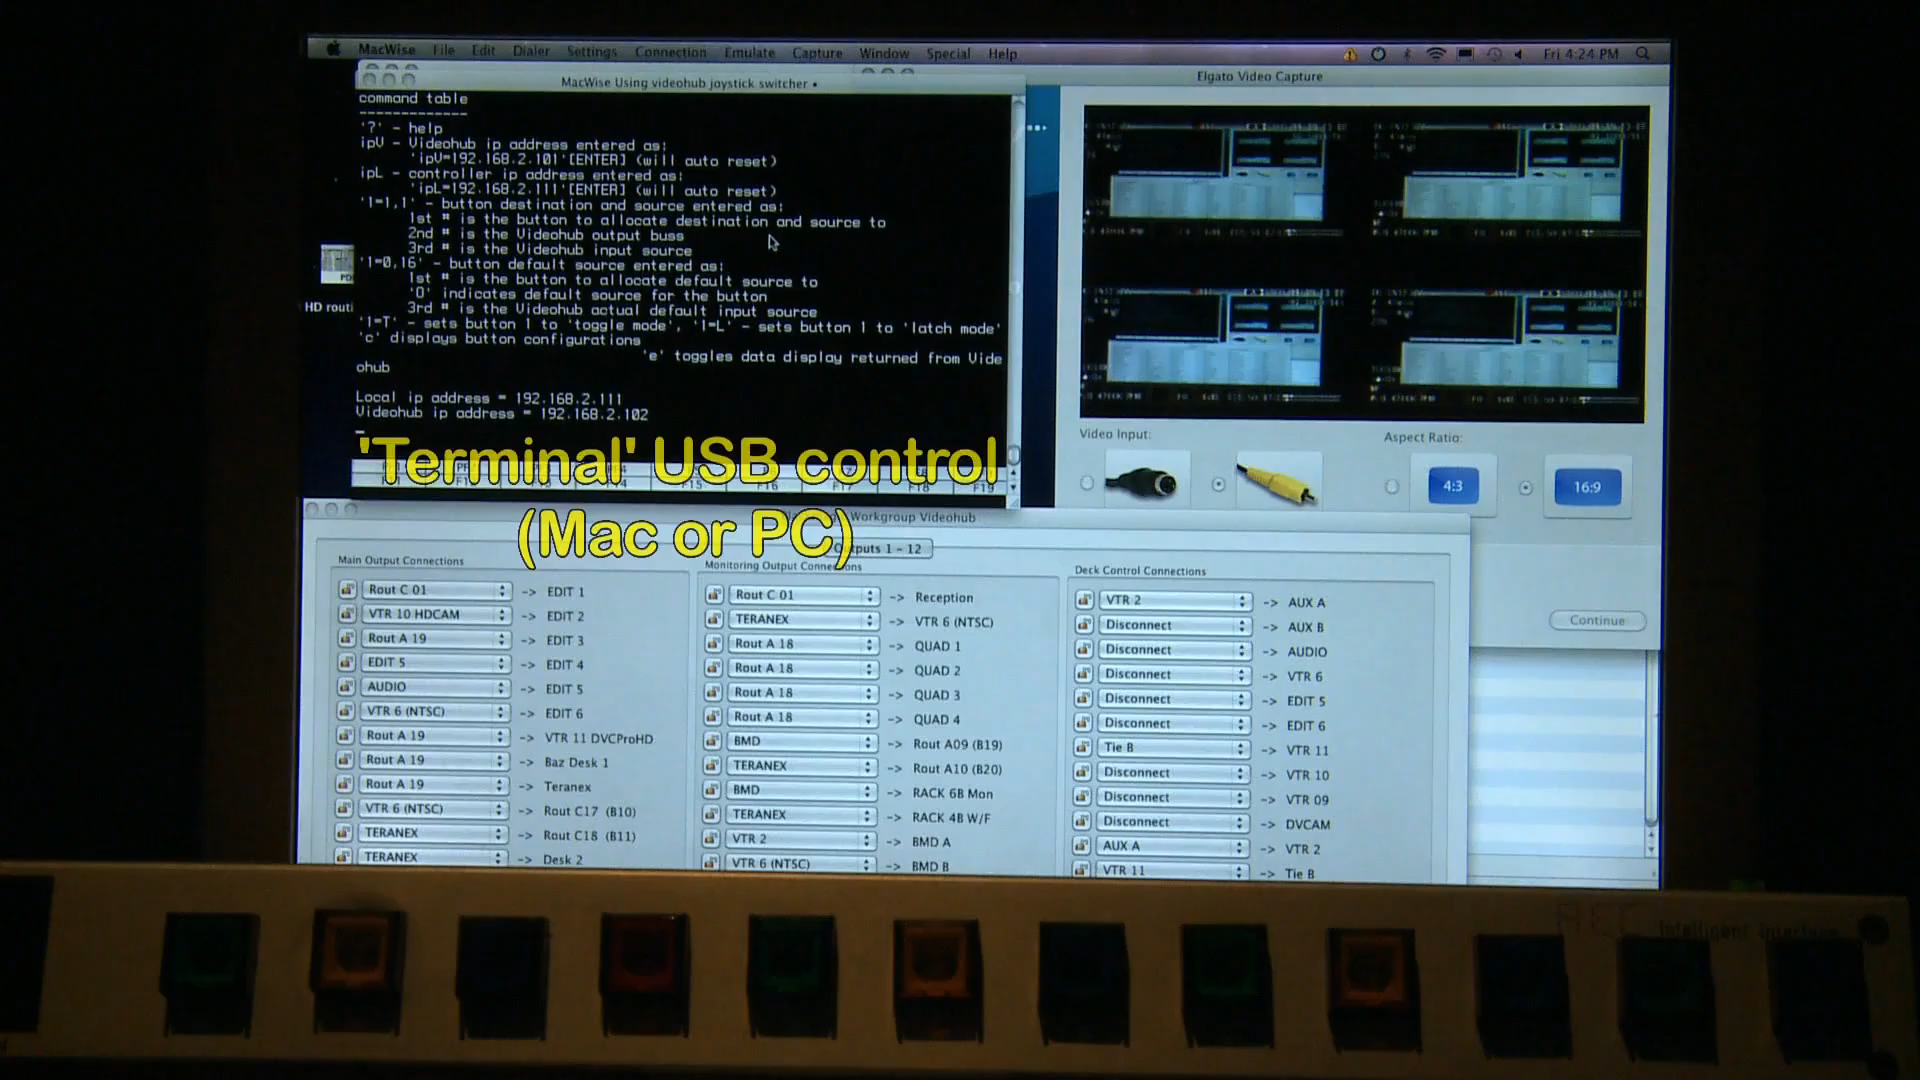 MacWise File Edit Dialer Settings Connection Emulate Capture Window Special Help
Fri 4:24 PM
MacWise Using videohub joystick switcher
command table
-------------
'?' - help
ipV - Videohub ip address entered as:
'ipV=192.168.2.101'[ENTER] (will auto reset)
ipL - controller ip address entered as:
'ipL=192.168.2.111'[ENTER] (will auto reset)
'1=1,1' - button destination and source entered as:
1st # is the button to allocate destination and source to
2nd # is the Videohub output buss
3rd # is the Videohub input source
'1=0,16' - button default source entered as:
1st # is the button to allocate default source to
'0' indicates default source for the button
3rd # is the Videohub actual default input source
'1=T' - sets button 1 to 'toggle mode', '1=L' - sets button 1 to 'latch mode'
'c' displays button configurations
'e' toggles data display returned from Vide
ohub
Local ip address = 192.168.2.111
Videohub ip address = 192.168.2.102
HD routi
'Terminal' USB control
(Mac or PC)
F15 F16 F17 F18 F19
Elgato Video Capture
Video Input:
Aspect Ratio:
4:3
16:9
Continue
Workgroup Videohub
Outputs 1 - 12
Main Output Connections
Rout C 01 -> EDIT 1
VTR 10 HDCAM -> EDIT 2
Rout A 19 -> EDIT 3
EDIT 5 -> EDIT 4
AUDIO -> EDIT 5
VTR 6 (NTSC) -> EDIT 6
Rout A 19 -> VTR 11 DVCProHD
Rout A 19 -> Baz Desk 1
Rout A 19 -> Teranex
VTR 6 (NTSC) -> Rout C17 (B10)
TERANEX -> Rout C18 (B11)
TERANEX -> Desk 2
Monitoring Output Connections
Rout C 01 -> Reception
TERANEX -> VTR 6 (NTSC)
Rout A 18 -> QUAD 1
Rout A 18 -> QUAD 2
Rout A 18 -> QUAD 3
Rout A 18 -> QUAD 4
BMD -> Rout A09 (B19)
TERANEX -> Rout A10 (B20)
BMD -> RACK 6B Mon
TERANEX -> RACK 4B W/F
VTR 2 -> BMD A
VTR 6 (NTSC) -> BMD B
Deck Control Connections
VTR 2 -> AUX A
Disconnect -> AUX B
Disconnect -> AUDIO
Disconnect -> VTR 6
Disconnect -> EDIT 5
Disconnect -> EDIT 6
Tie B -> VTR 11
Disconnect -> VTR 10
Disconnect -> VTR 09
Disconnect -> DVCAM
AUX A -> VTR 2
VTR 11 -> Tie B
Intelligent Interface